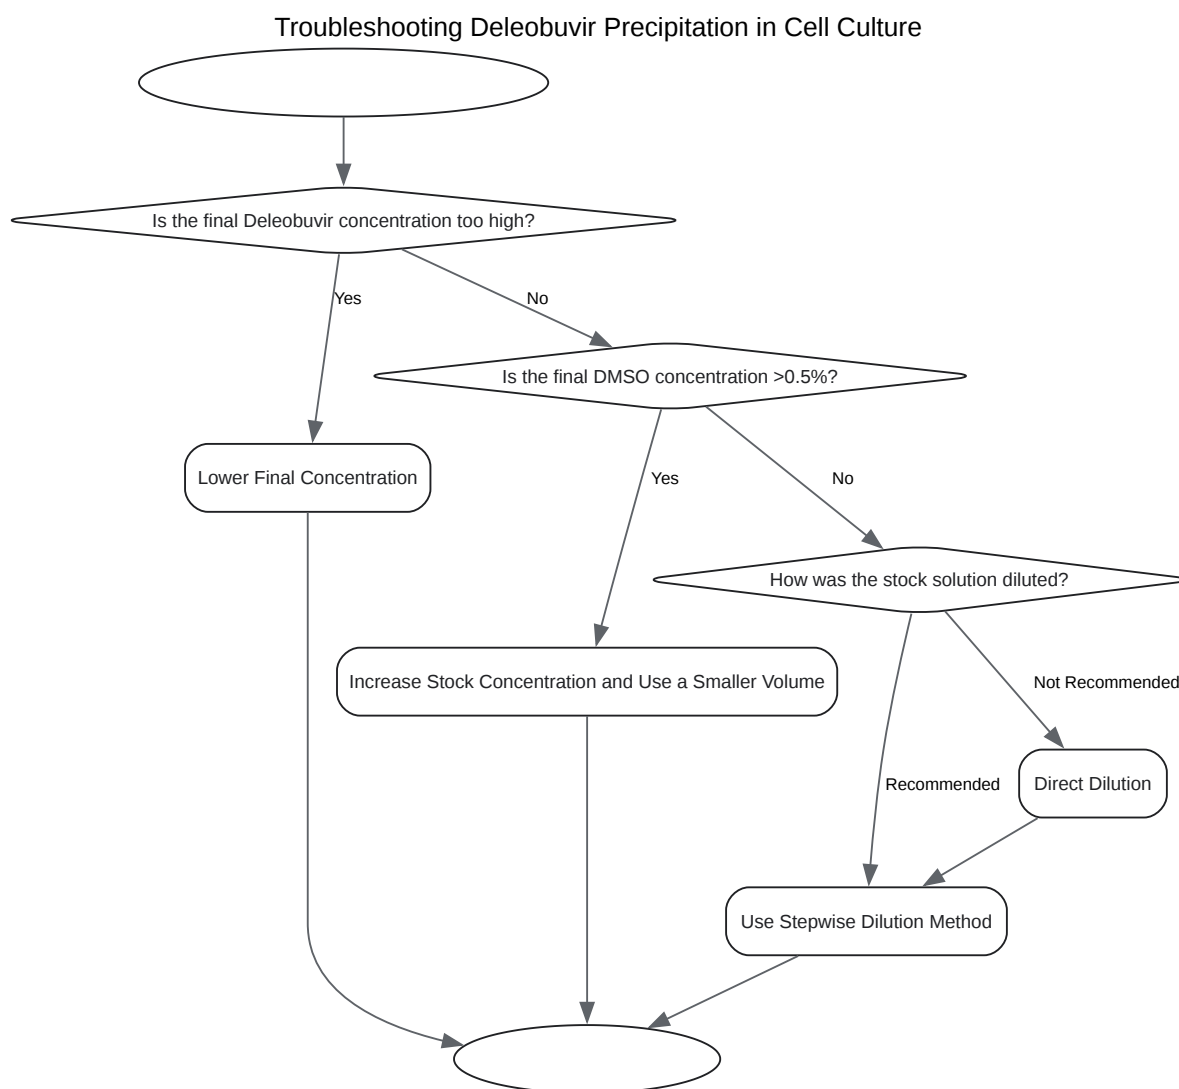 Troubleshooting Deleobuvir Precipitation in Cell Culture
Is the final Deleobuvir concentration too high?
Yes
No
Is the final DMSO concentration >0.5%?
Lower Final Concentration
Yes
No
How was the stock solution diluted?
Increase Stock Concentration and Use a Smaller Volume
Not Recommended
Recommended
Direct Dilution
Use Stepwise Dilution Method